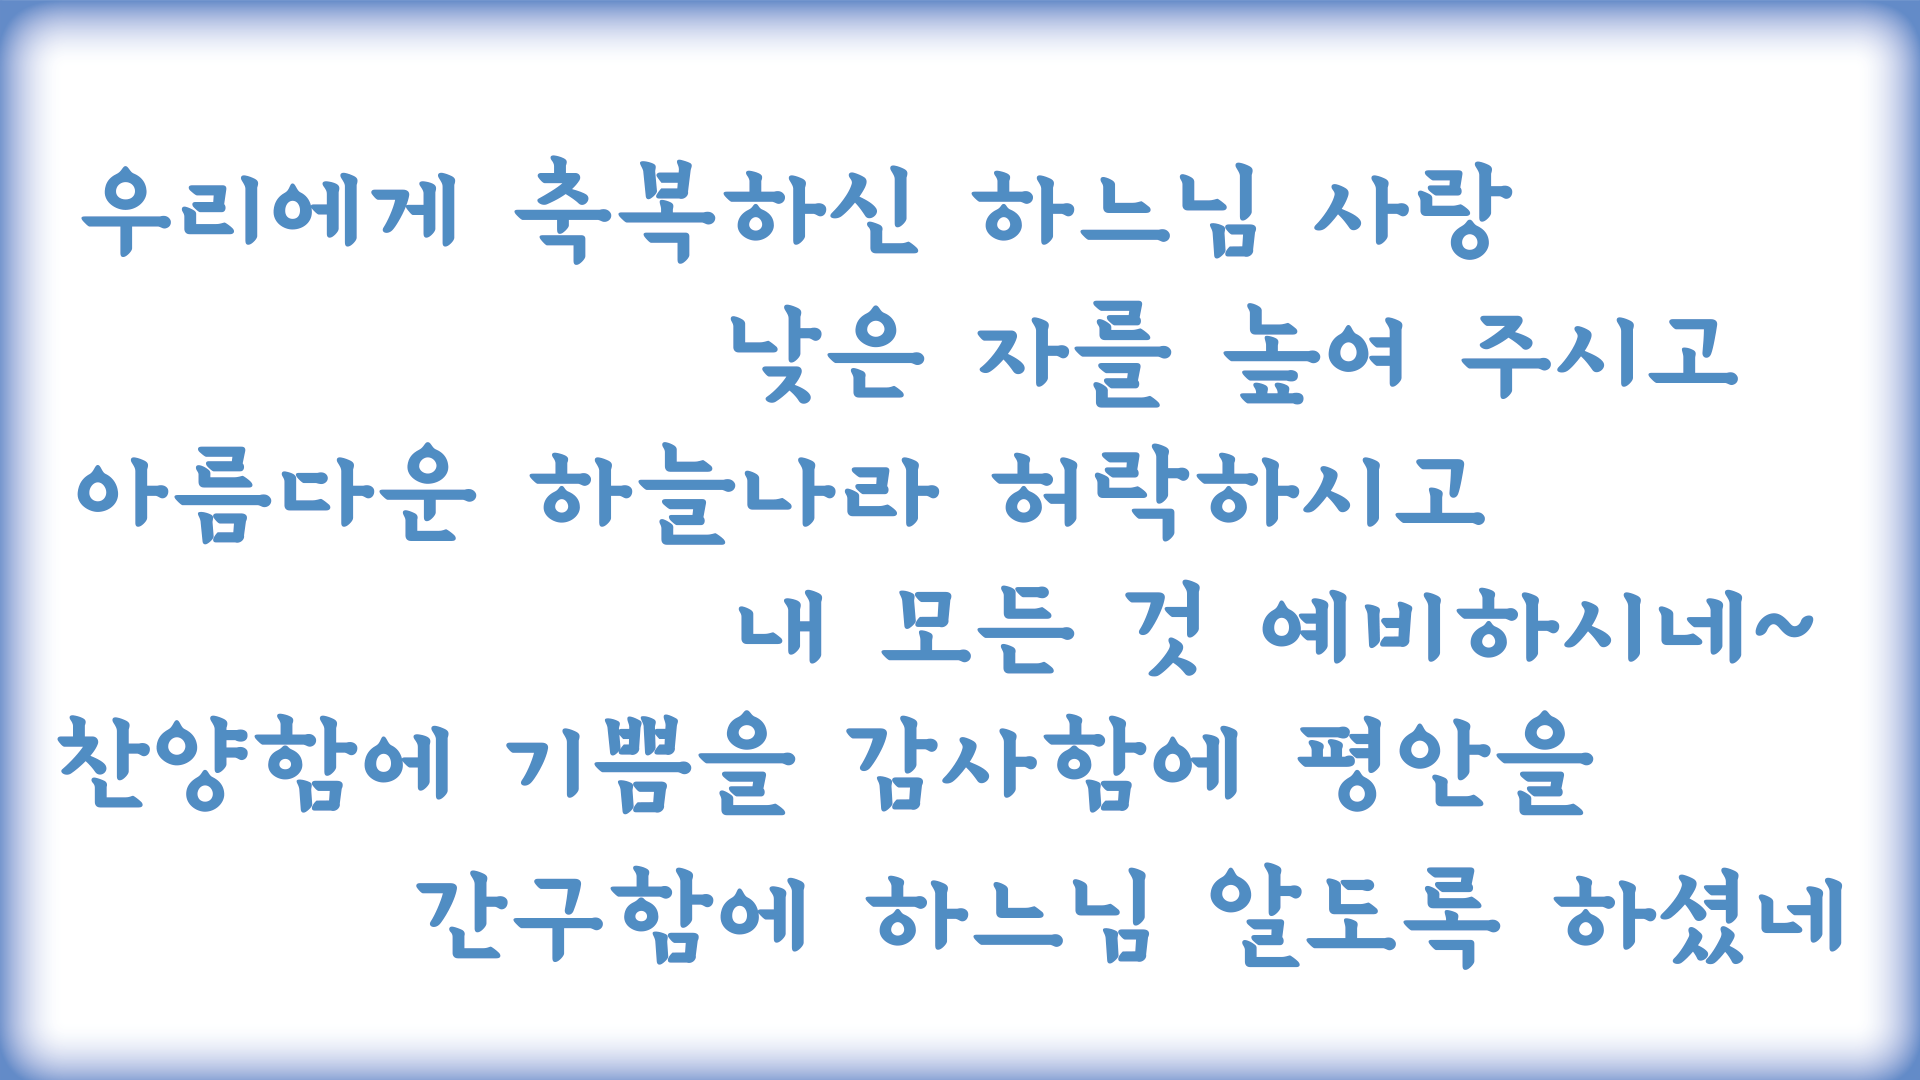 우리에게 축복하신 하느님 사랑
낮은 자를 높여 주시고
아름다운 하늘나라 허락하시고
내 모든 것 예비하시네~
찬양함에 기쁨을 감사함에 평안을
간구함에 하느님 알도록 하셨네